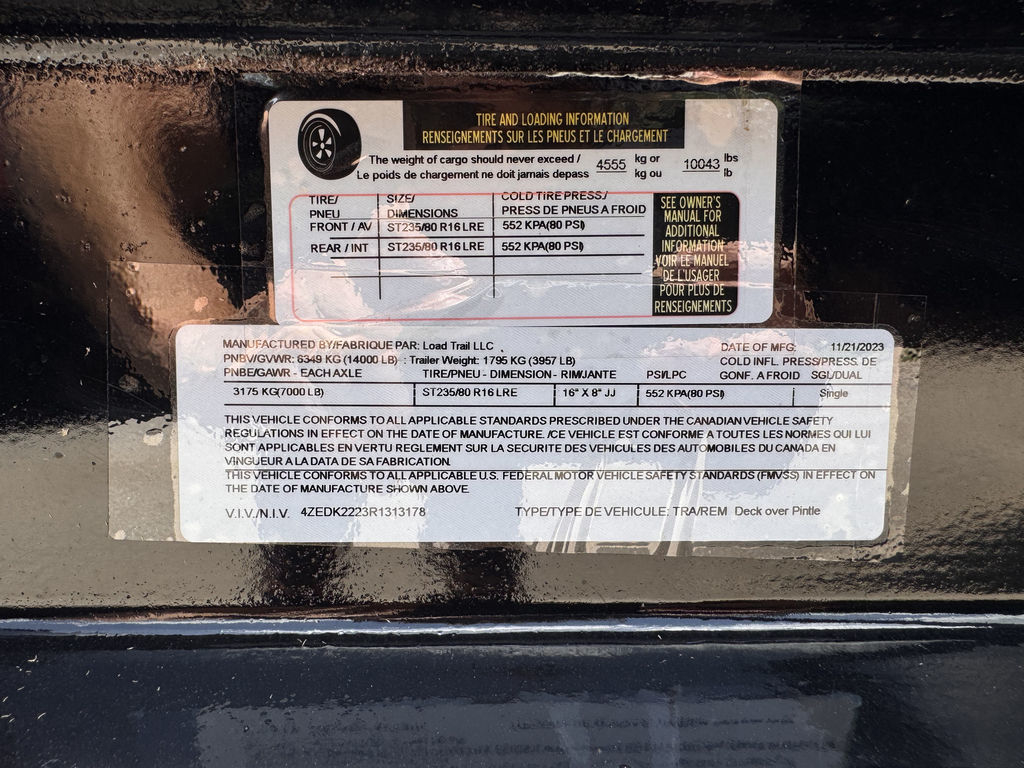 TIRE AND LOADING INFORMATION
RENSEIGNEMENTS SUR LES PNEUS ET LE CHARGEMENT
The weight of cargo should never exceed / 4555 kg or 10043 lbs
Le poids de chargement ne doit jamais depass kg ou lb
TIRE/ SIZE/ COLD TIRE PRESS./
PNEU DIMENSIONS PRESS DE PNEUS A FROID
FRONT / AV ST235/80 R16 LRE 552 KPA(80 PSI)
REAR / INT ST235/80 R16 LRE 552 KPA(80 PSI)
SEE OWNER'S
MANUAL FOR
ADDITIONAL
INFORMATION
VOIR LE MANUEL
DE L'USAGER
POUR PLUS DE
RENSEIGNEMENTS
MANUFACTURED BY/FABRIQUE PAR: Load Trail LLC DATE OF MFG: 11/21/2023
PNBV/GVWR: 6349 KG (14000 LB) : Trailer Weight: 1795 KG (3957 LB) COLD INFL. PRESS/PRESS. DE
PNBE/GAWR - EACH AXLE TIRE/PNEU - DIMENSION - RIM/JANTE PSI/LPC GONF. A FROID SGL/DUAL
3175 KG(7000 LB) ST235/80 R16 LRE 16" X 8" JJ 552 KPA(80 PSI) Single
THIS VEHICLE CONFORMS TO ALL APPLICABLE STANDARDS PRESCRIBED UNDER THE CANADIAN VEHICLE SAFETY
REGULATIONS IN EFFECT ON THE DATE OF MANUFACTURE. /CE VEHICULE EST CONFORME A TOUTES LES NORMES QUI LUI
SONT APPLICABLES EN VERTU REGLEMENT SUR LA SECURITE DES VEHICULES DES AUTOMOBILES DU CANADA EN
VINGUEUR A LA DATA DE SA FABRICATION.
THIS VEHICLE CONFORMS TO ALL APPLICABLE U.S. FEDERAL MOTOR VEHICLE SAFETY STANDARDS (FMVSS) IN EFFECT ON
THE DATE OF MANUFACTURE SHOWN ABOVE.
V.I.V./N.I.V. 4ZEDK2223R1313178 TYPE/TYPE DE VEHICULE: TRA/REM Deck over Pintle